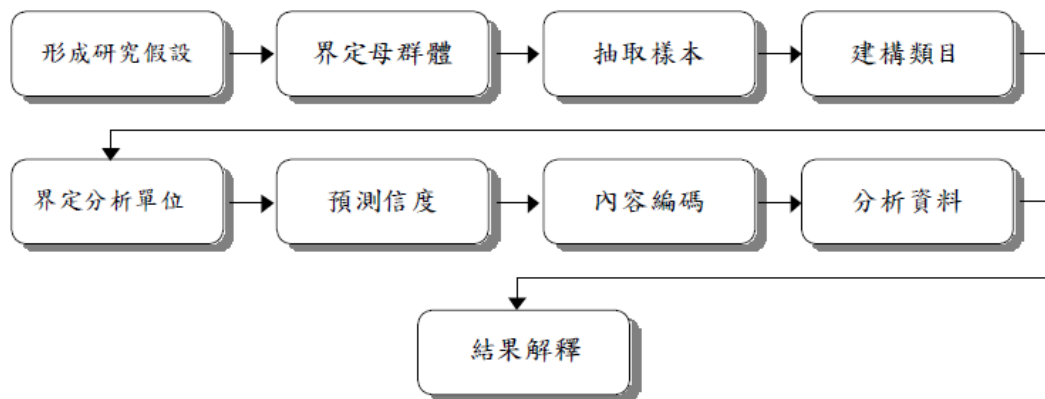 形成研究假設
界定母群體
抽取樣本
建構類目
界定分析單位
預測信度
內容編碼
分析資料
結果解釋